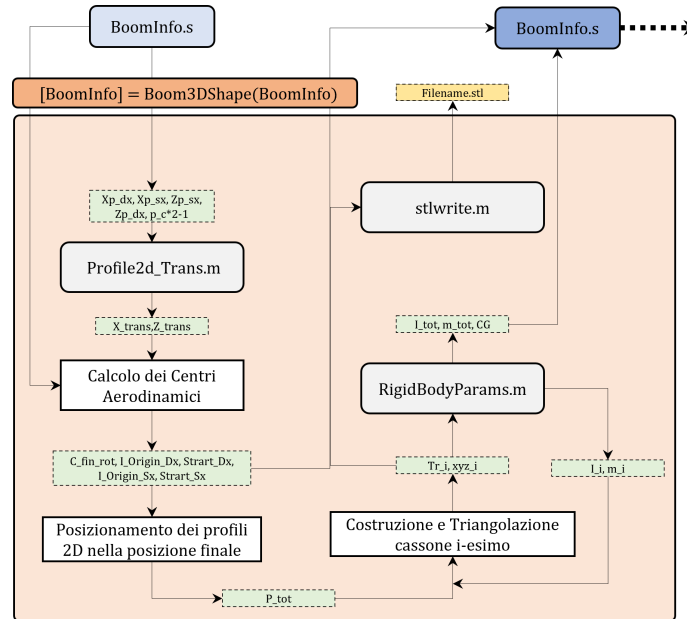 BoomInfo.s
BoomInfo.s
[BoomInfo] = Boom3DShape(BoomInfo)
Filename.stl
Xp_dx, Xp_sx, Zp_sx,
Zp_dx, p_c*2-1
stlwrite.m
Profile2d_Trans.m
X_trans,Z_trans
I_tot, m_tot, CG
Calcolo dei Centri
Aerodinamici
RigidBodyParams.m
C_fin_rot, I_Origin_Dx, Strart_Dx,
I_Origin_Sx, Strart_Sx
Tr_i, xyz_i
I_i, m_i
Posizionamento dei profili
2D nella posizione finale
Costruzione e Triangolazione
cassone i-esimo
P_tot